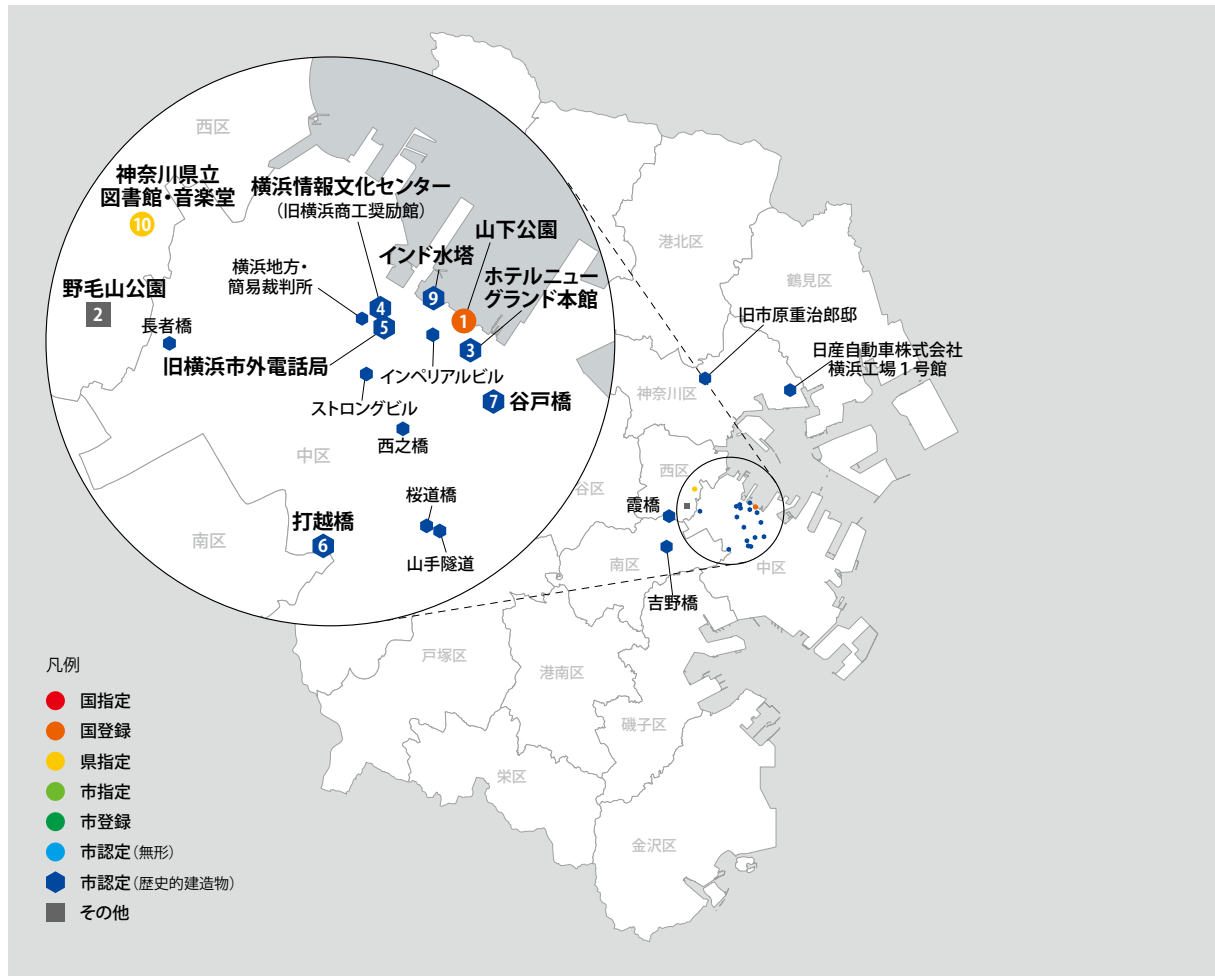 西区
神奈川県立
図書館・音楽堂
10
横浜情報文化センター
（旧横浜商工奨励館）
山下公園
インド水塔
ホテルニュー
グランド本館
横浜地方・
簡易裁判所
野毛山公園
2
長者橋
4
5
9
1
3
旧横浜市外電話局
インペリアルビル
ストロングビル
7
谷戸橋
西之橋
中区
桜道橋
打越橋
6
山手隧道
南区
港北区
鶴見区
旧市原重治郎邸
日産自動車株式会社
横浜工場１号館
神奈川区
西区
谷区
霞橋
南区
中区
吉野橋
戸塚区
港南区
磯子区
栄区
金沢区
凡例
国指定
国登録
県指定
市指定
市登録
市認定（無形）
市認定（歴史的建造物）
その他